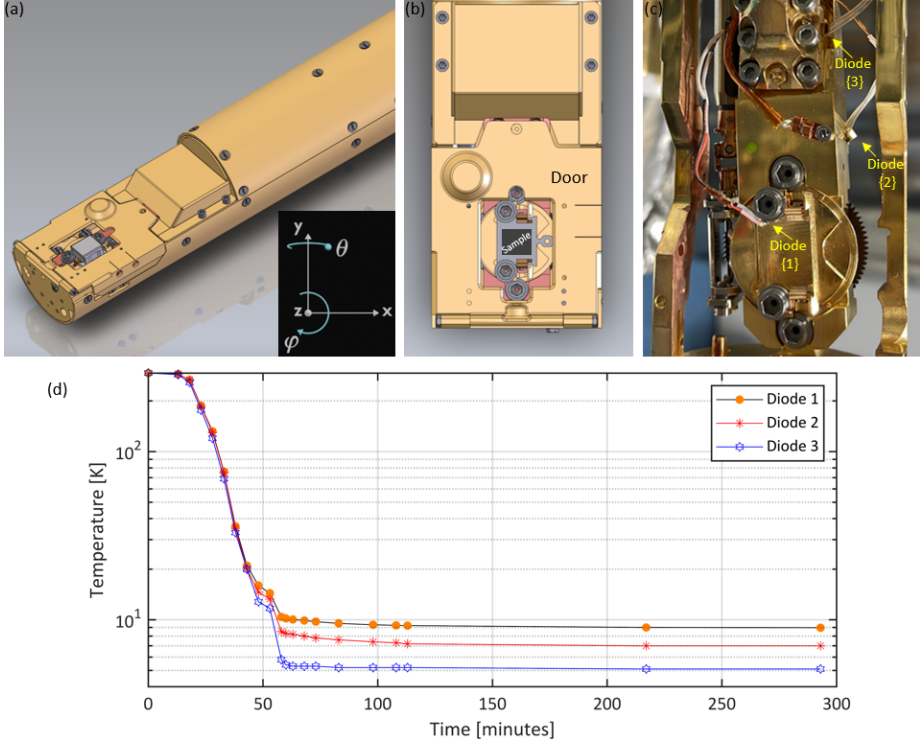 (a)
θ
y
z
x
φ
(b)
Door
Sample
(c)
Diode
{3}
Diode
{2}
Diode
{1}
(d)
Temperature [K]
10²
10¹
Diode 1
Diode 2
Diode 3
0
50
100
150
200
250
300
Time [minutes]